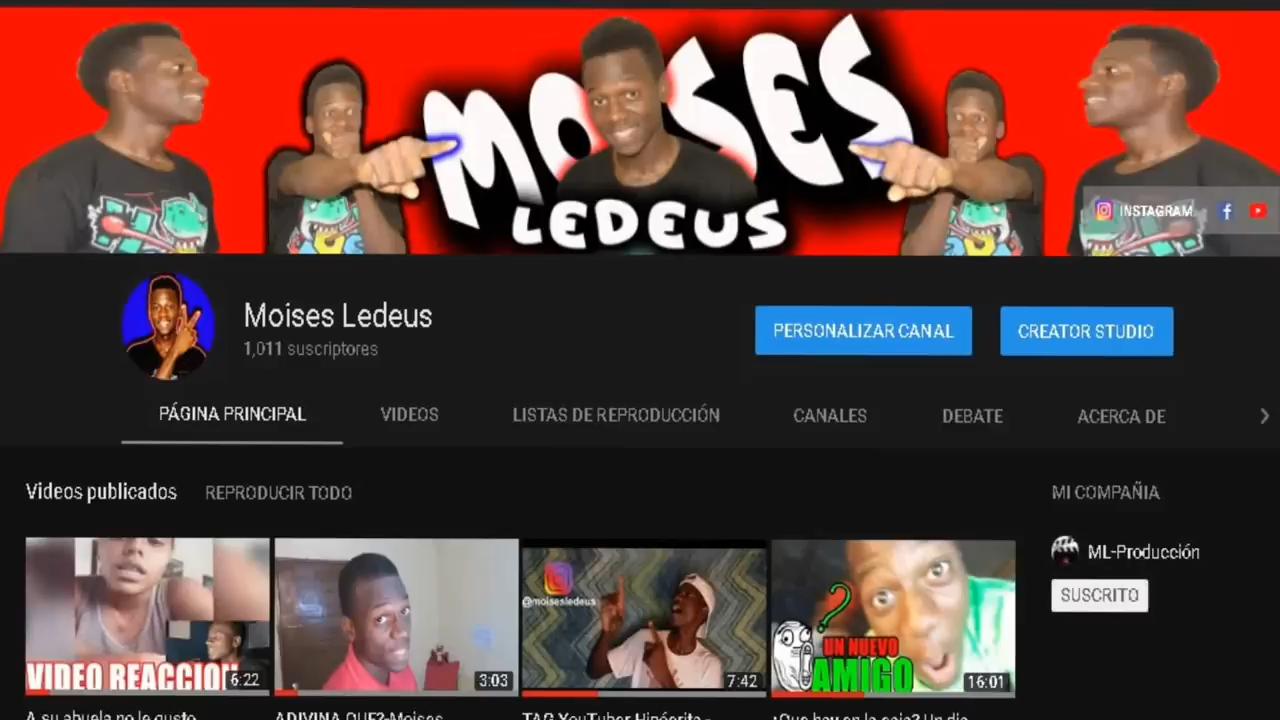 MOISES
LEDEUS
INSTAGRAM
Moises Ledeus
1,011 suscriptores
PERSONALIZAR CANAL
CREATOR STUDIO
PÁGINA PRINCIPAL
VIDEOS
LISTAS DE REPRODUCCIÓN
CANALES
DEBATE
ACERCA DE
Videos publicados
REPRODUCIR TODO
MI COMPAÑIA
ML-Producción
SUSCRITO
VIDEO REACCION
6:22
3:03
@moisesledeus
7:42
?
UN NUEVO
AMIGO
16:01
A su abuela no le gusto
ADIVINA QUE?-Moises
TAG YouTuber Hipócrita -
¿Que hay en la caja? Un dia